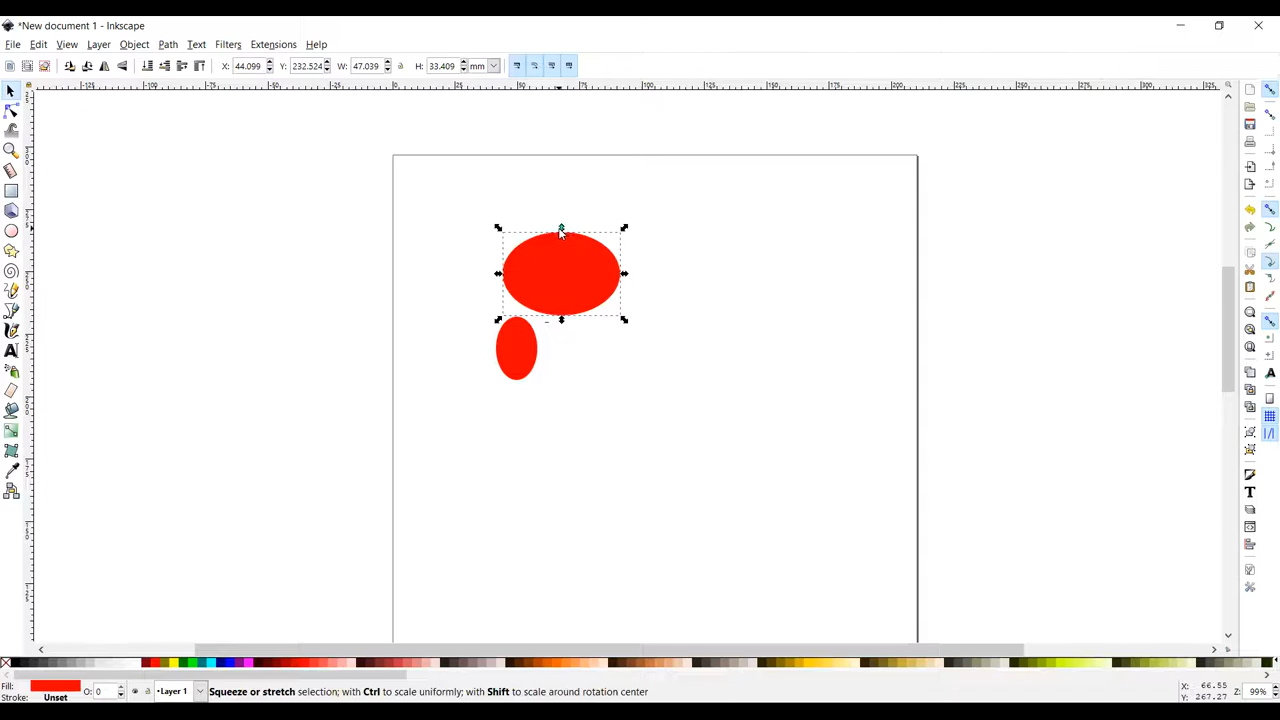 *New document 1 - Inkscape
File Edit View Layer Object Path Text Filters Extensions Help
X: 44.099 Y: 232.524 W: 47.039 H: 33.409 mm
Fill:
Stroke: Unset
O: 0
•Layer 1
Squeeze or stretch selection; with Ctrl to scale uniformly; with Shift to scale around rotation center
X: 66.55
Y: 267.27
Z: 99%